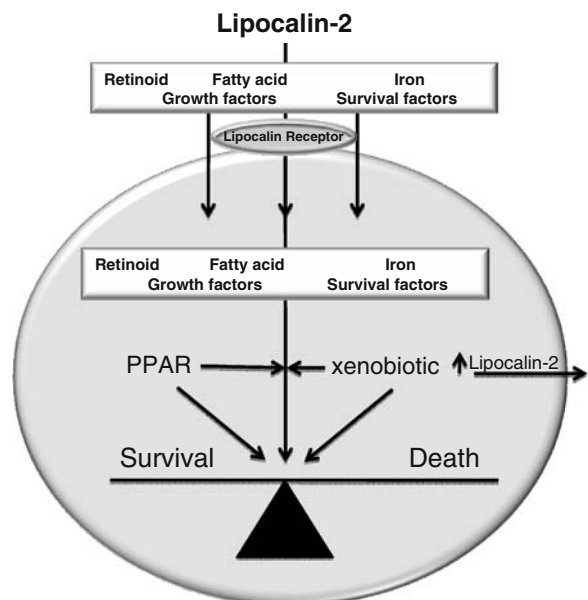 Lipocalin-2
Retinoid Fatty acid Iron
Growth factors Survival factors
Lipocalin Receptor
Retinoid Fatty acid Iron
Growth factors Survival factors
PPAR xenobiotic Lipocalin-2
Survival Death